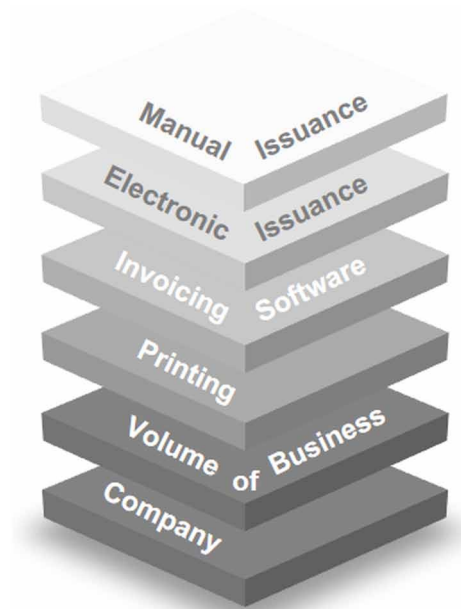 Manual Issuance
Electronic Issuance
Invoicing Software
Printing
Volume of Business
Company